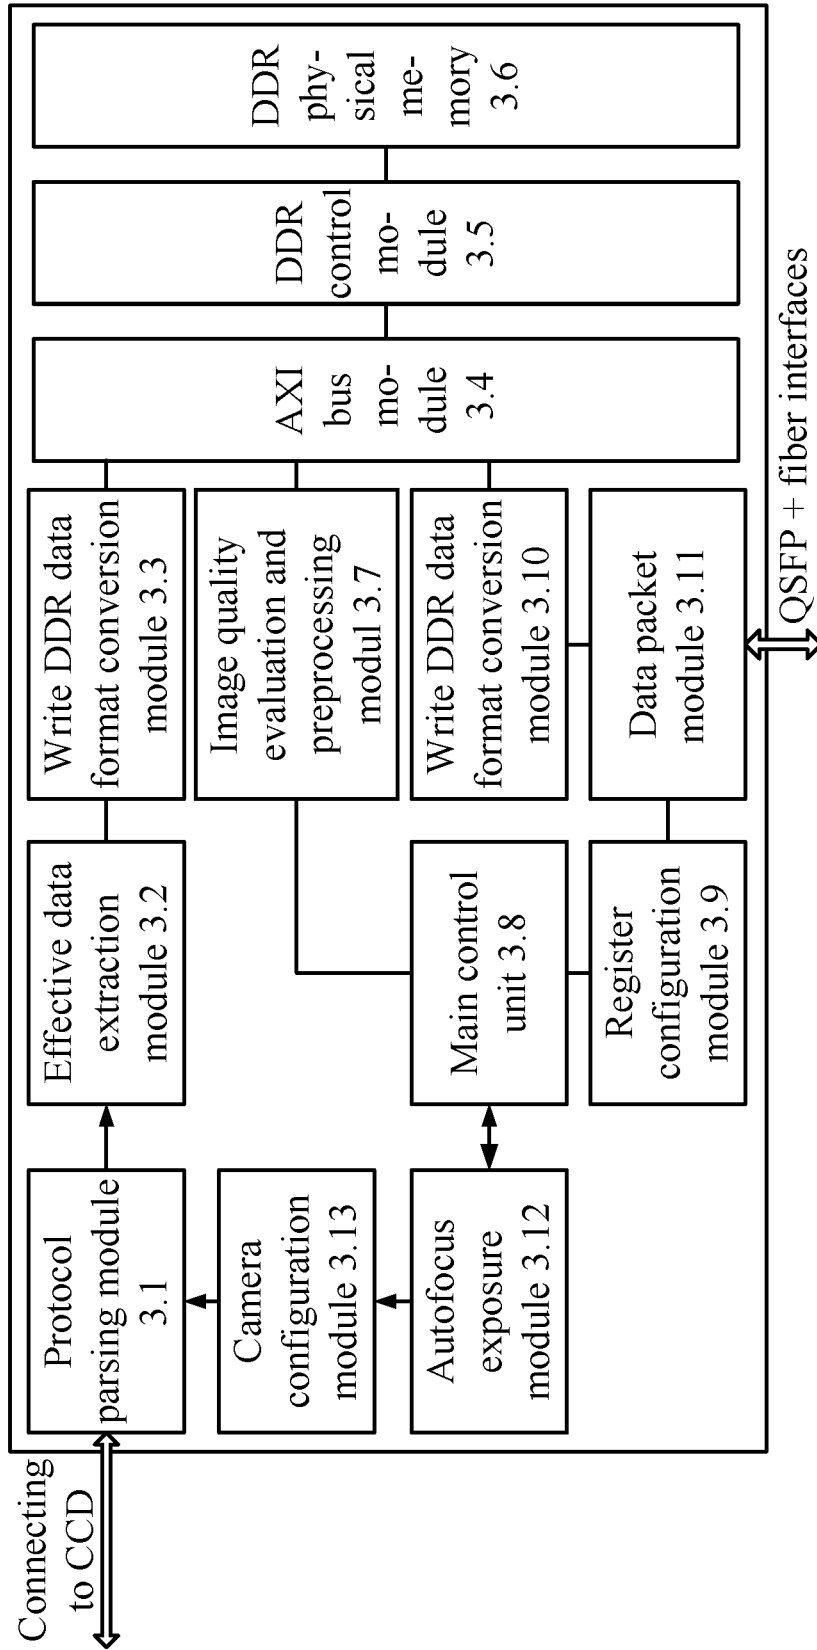 Connecting
to CCD
Protocol
parsing module
3.1
Effective data
extraction
module 3.2
Write DDR data
format conversion
module 3.3
Camera
configuration
module 3.13
Image quality
evaluation and
preprocessing
modul 3.7
Autofocus
exposure
module 3.12
Main control
unit 3.8
Write DDR data
format conversion
module 3.10
Register
configuration
module 3.9
Data packet
module 3.11
AXI
bus
mo-
dule
3.4
DDR
control
mo-
dule
3.5
DDR
phy-
sical
me-
mory
3.6
QSFP + fiber interfaces